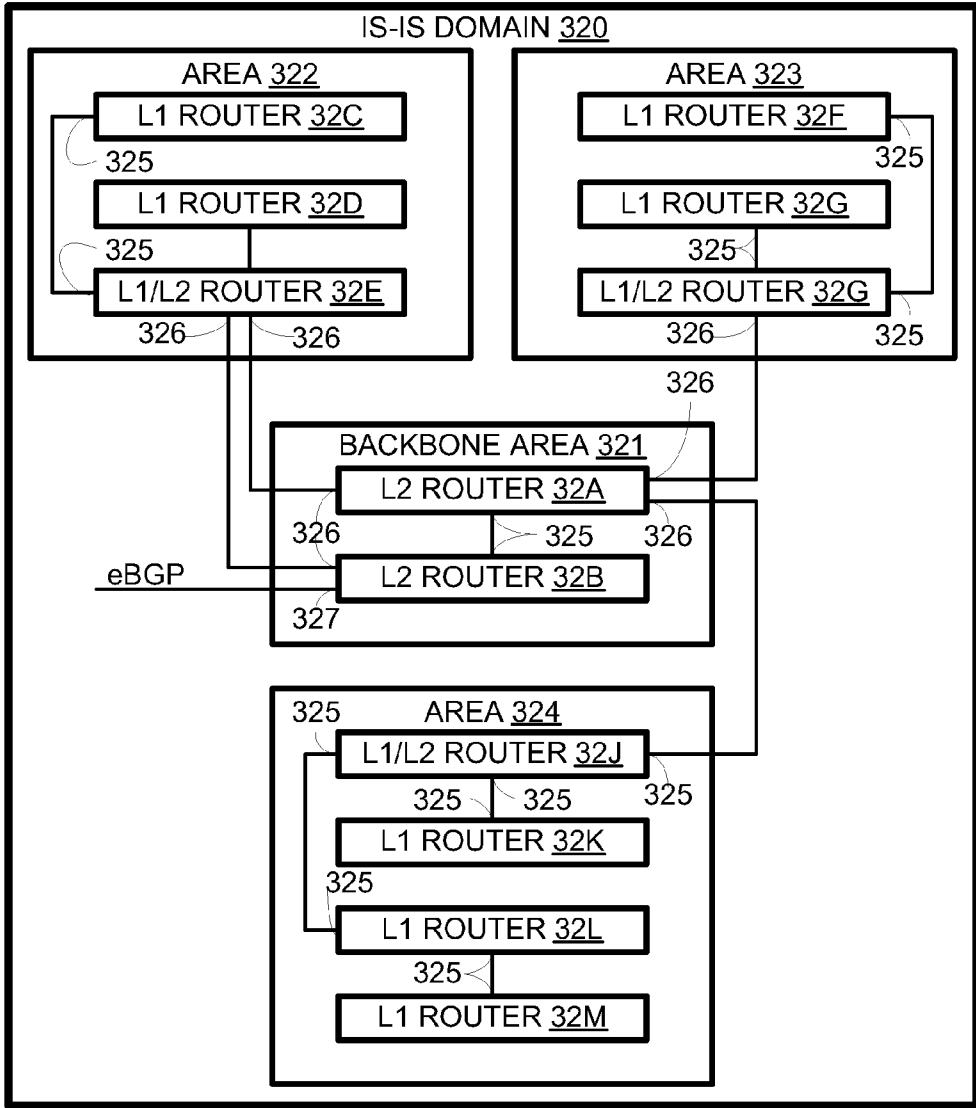 IS-IS DOMAIN 320
AREA 322
L1 ROUTER 32C
325
L1 ROUTER 32D
325
L1/L2 ROUTER 32E
326
326
AREA 323
L1 ROUTER 32F
325
L1 ROUTER 32G
325
L1/L2 ROUTER 32G
326
325
326
BACKBONE AREA 321
L2 ROUTER 32A
326
325
326
L2 ROUTER 32B
eBGP
327
AREA 324
325
L1/L2 ROUTER 32J
325
325
325
L1 ROUTER 32K
325
L1 ROUTER 32L
325
L1 ROUTER 32M